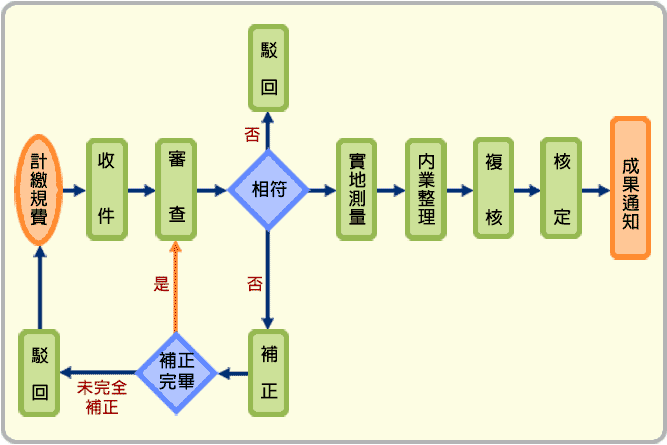 駁回
否
計繳規費
收件
審查
相符
實地測量
內業整理
複核
核定
成果通知
是
否
駁回
未完全
補正
補正
完畢
補正